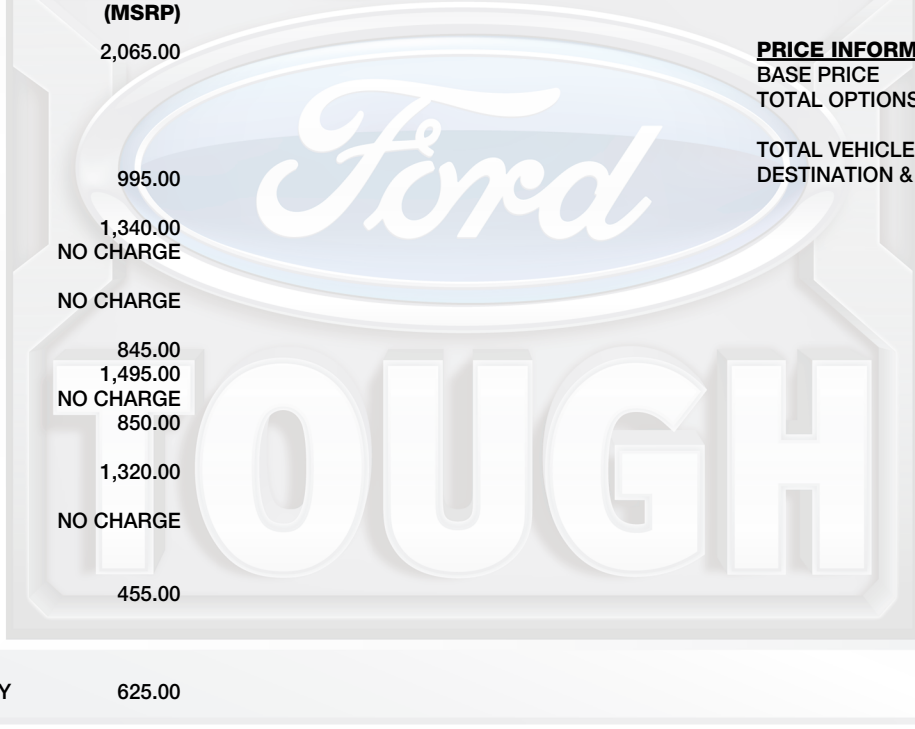 (MSRP)
2,065.00
995.00
1,340.00
NO CHARGE
NO CHARGE
845.00
1,495.00
NO CHARGE
850.00
1,320.00
NO CHARGE
455.00
Y 625.00
PRICE INFORM
BASE PRICE
TOTAL OPTIONS
TOTAL VEHICLE
DESTINATION &
Ford
TOUGH